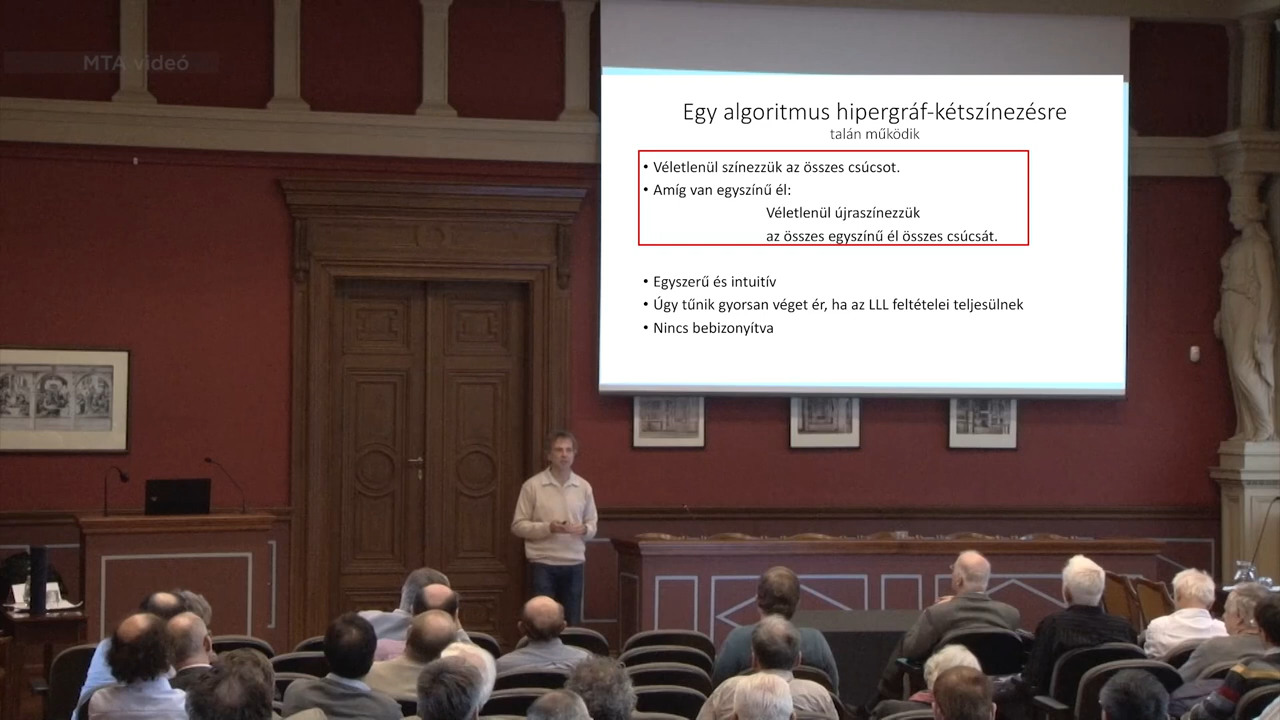 MTA videó
Egy algoritmus hipergráf-kétszínezésre
talán működik
• Véletlenül színezzük az összes csúcsot.
• Amíg van egyszínű él:
Véletlenül újraszínezzük
az összes egyszínű él összes csúcsát.
• Egyszerű és intuitív
• Úgy tűnik gyorsan véget ér, ha az LLL feltételei teljesülnek
• Nincs bebizonyítva